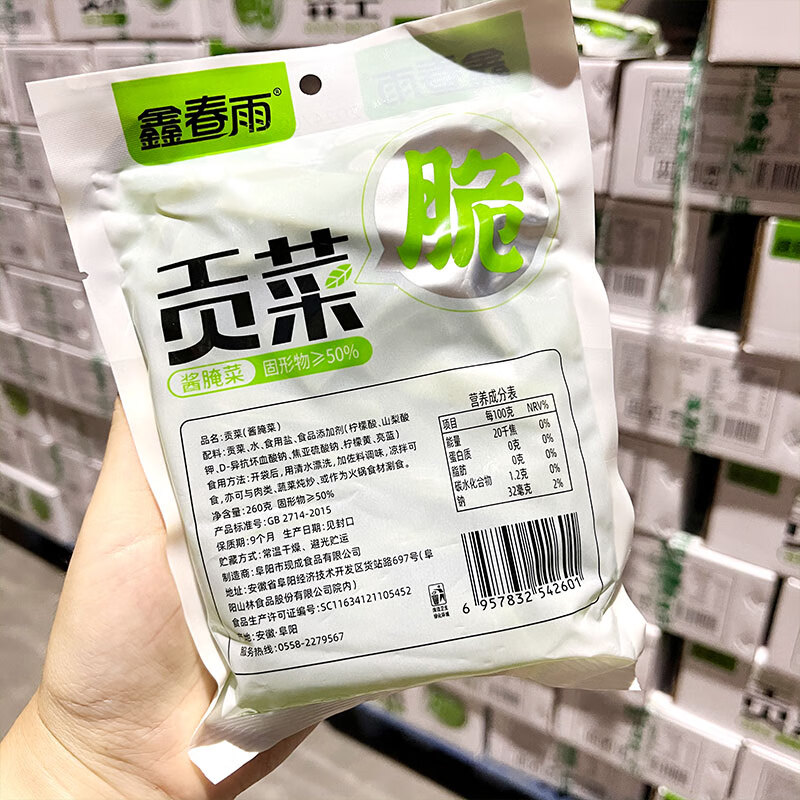 鑫春雨®
脆
贡菜
酱腌菜 固形物≥50%
品名:贡菜(酱腌菜)
配料:贡菜、水、食用盐、食品添加剂(柠檬酸、山梨酸
钾、D-异抗坏血酸钠、焦亚硫酸钠、柠檬黄、亮蓝)
食用方法:开袋后,用清水漂洗,加佐料调味,凉拌可
食,亦可与肉类、蔬菜炖炒、或作为火锅食材涮食。
净含量:260克 固形物≥50%
产品标准号:GB 2714-2015
保质期:9个月 生产日期:见封口
贮藏方式:常温干燥、避光贮运
制造商:阜阳市现成食品有限公司
地址:安徽省阜阳经济技术开发区货站路697号(阜
阳山林食品股份有限公司院内)
食品生产许可证编号:SC11634121105452
产地:安徽·阜阳
服务热线:0558-2279567
营养成分表
项目 每100克 NRV%
能量 20千焦 0%
蛋白质 0克 0%
脂肪 0克 0%
碳水化合物 1.2克 0%
钠 32毫克 2%
6 957832 542601